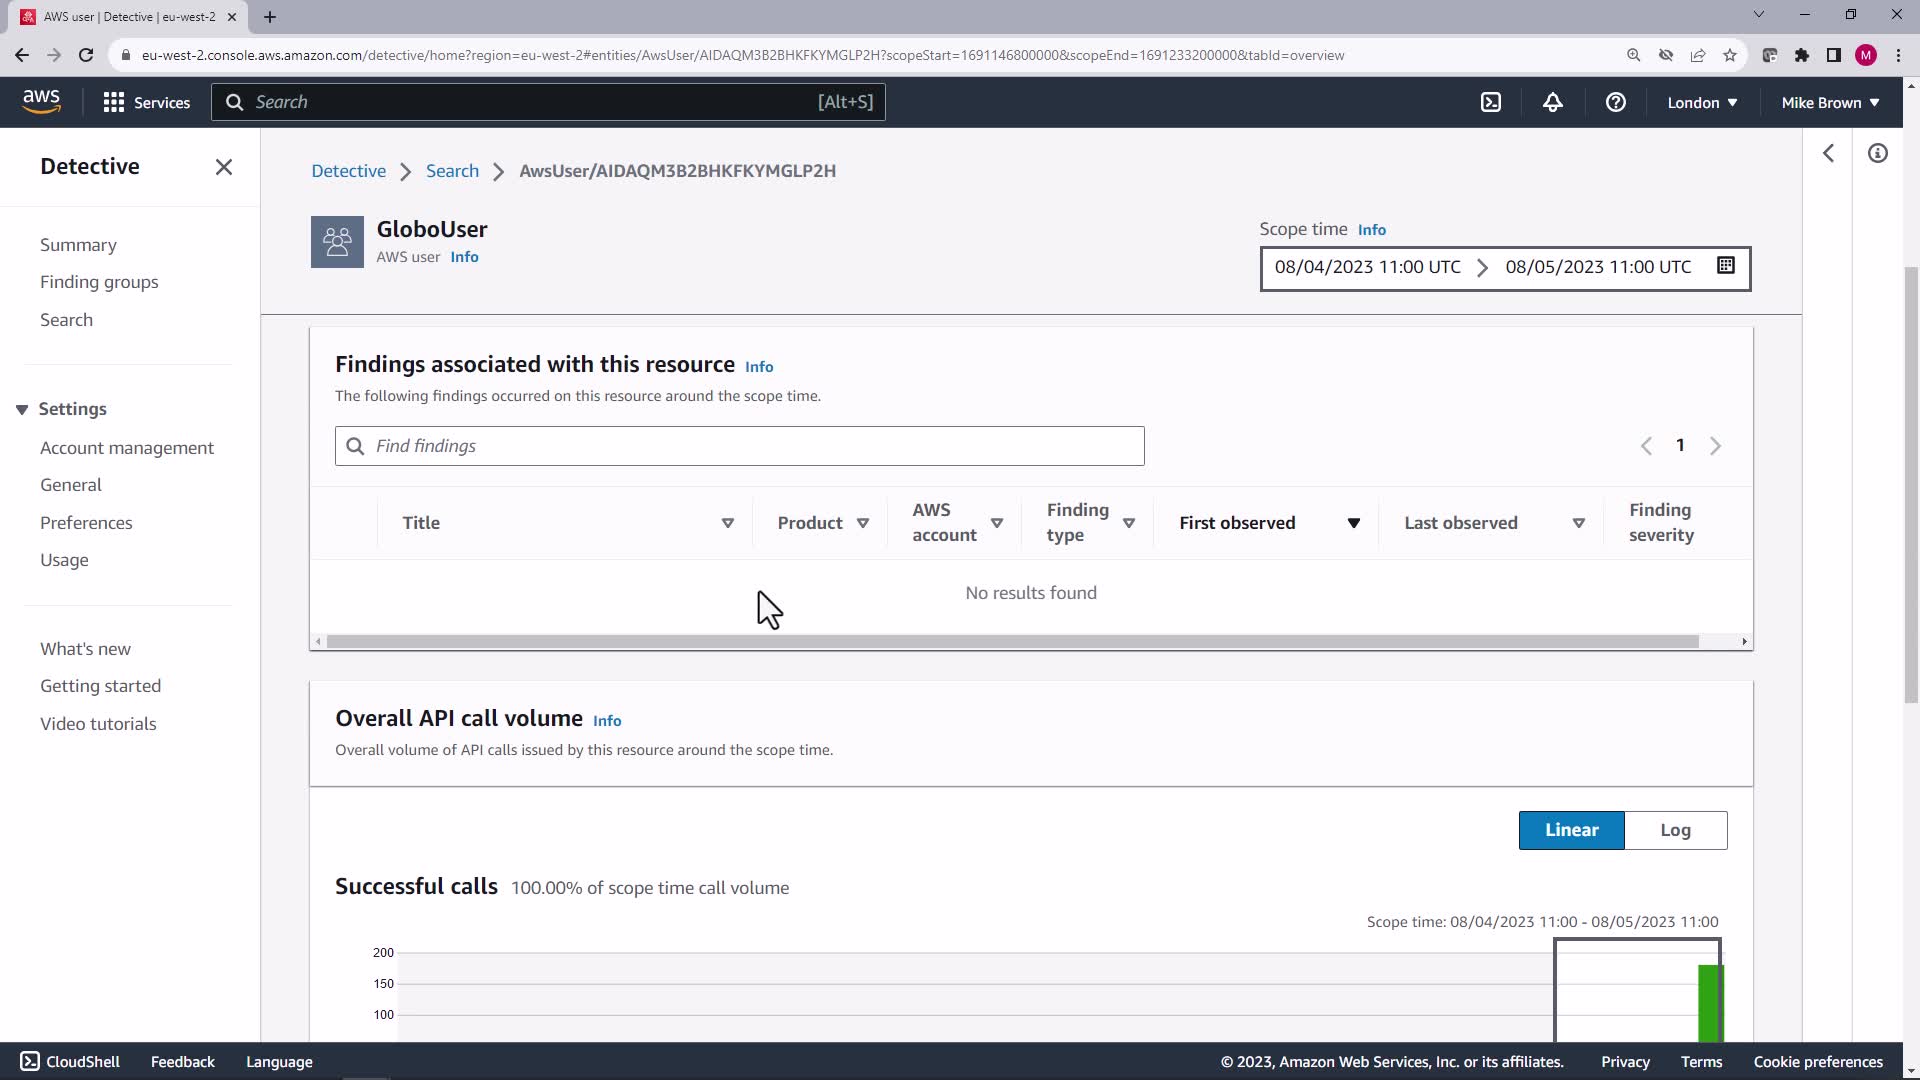 AWS user | Detective | eu-west-2
eu-west-2.console.aws.amazon.com/detective/home?region=eu-west-2#entities/AwsUser/AIDAQM3B2BHKFKYMGLP2H?scopeStart=1691146800000&scopeEnd=1691233200000&tabId=overview
M
aws
Services
Search
[Alt+S]
London
Mike Brown
Detective
Summary
Finding groups
Search
Settings
Account management
General
Preferences
Usage
What's new
Getting started
Video tutorials
Detective
Search
AwsUser/AIDAQM3B2BHKFKYMGLP2H
GloboUser
AWS user Info
Scope time Info
08/04/2023 11:00 UTC
08/05/2023 11:00 UTC
Findings associated with this resource Info
The following findings occurred on this resource around the scope time.
Find findings
1
Title
Product
AWS
account
Finding
type
First observed
Last observed
Finding
severity
No results found
Overall API call volume Info
Overall volume of API calls issued by this resource around the scope time.
Linear
Log
Successful calls 100.00% of scope time call volume
Scope time: 08/04/2023 11:00 - 08/05/2023 11:00
200
150
100
CloudShell
Feedback
Language
© 2023, Amazon Web Services, Inc. or its affiliates.
Privacy
Terms
Cookie preferences